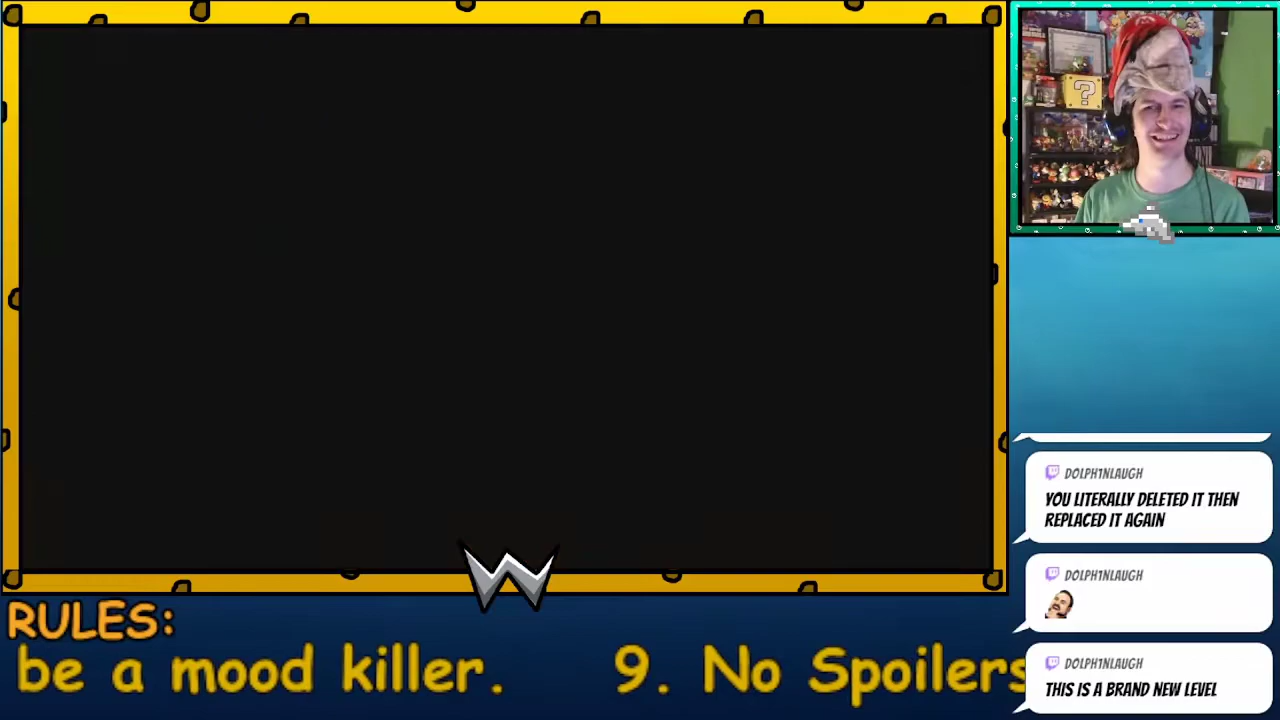 ?
DOLPH1NLAUGH
YOU LITERALLY DELETED IT THEN
REPLACED IT AGAIN
DOLPH1NLAUGH
DOLPH1NLAUGH
THIS IS A BRAND NEW LEVEL
W
RULES:
be a mood killer. 9. No Spoilers